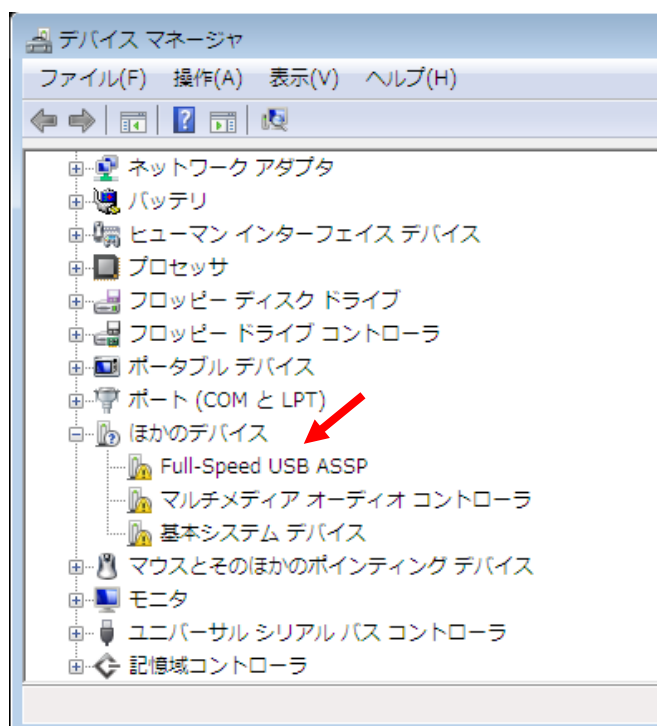 デバイス マネージャ
ファイル(F) 操作(A) 表示(V) ヘルプ(H)
ネットワーク アダプタ
バッテリ
ヒューマン インターフェイス デバイス
プロセッサ
フロッピー ディスク ドライブ
フロッピー ドライブ コントローラ
ポータブル デバイス
ポート (COM と LPT)
ほかのデバイス
Full-Speed USB ASSP
マルチメディア オーディオ コントローラ
基本システム デバイス
マウスとそのほかのポインティング デバイス
モニタ
ユニバーサル シリアル バス コントローラ
記憶域コントローラ